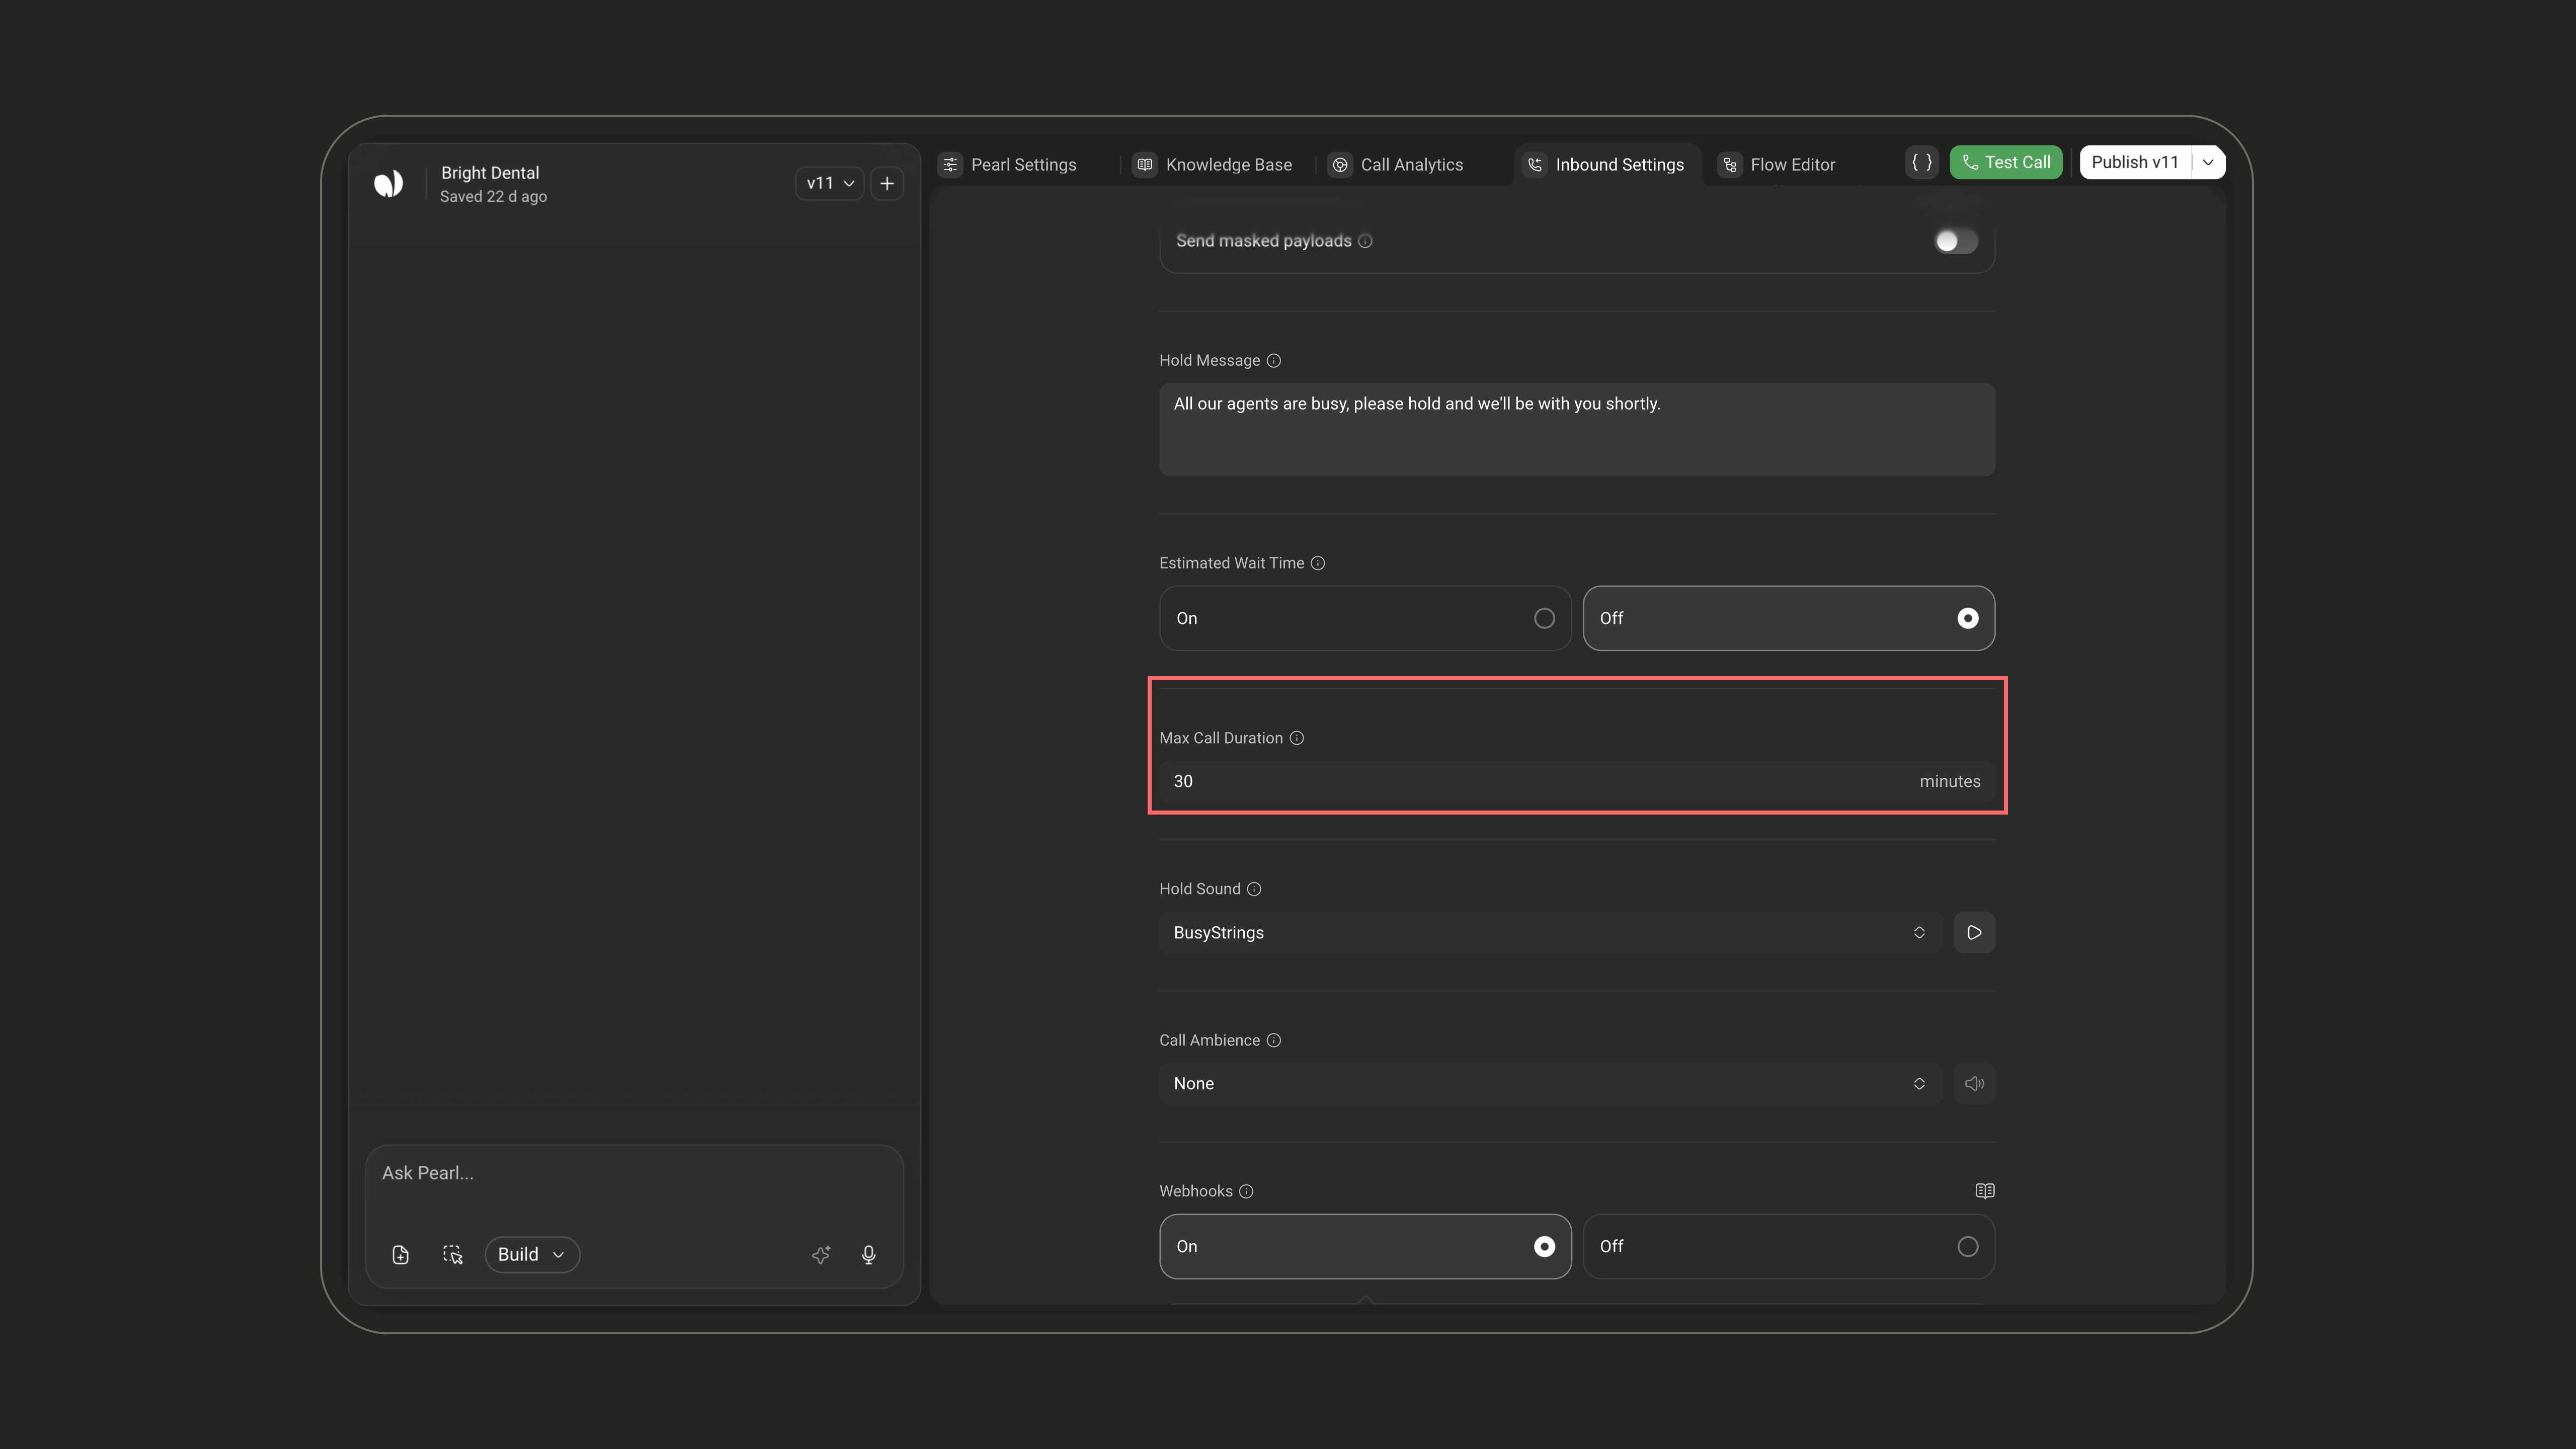 Bright Dental
Saved 22 d ago
v11
Pearl Settings
Knowledge Base
Call Analytics
Inbound Settings
Flow Editor
{ }
Test Call
Publish v11
Send masked payloads
Hold Message
All our agents are busy, please hold and we'll be with you shortly.
Estimated Wait Time
On
Off
Max Call Duration
30
minutes
Hold Sound
BusyStrings
Call Ambience
None
Webhooks
On
Off
Ask Pearl...
Build